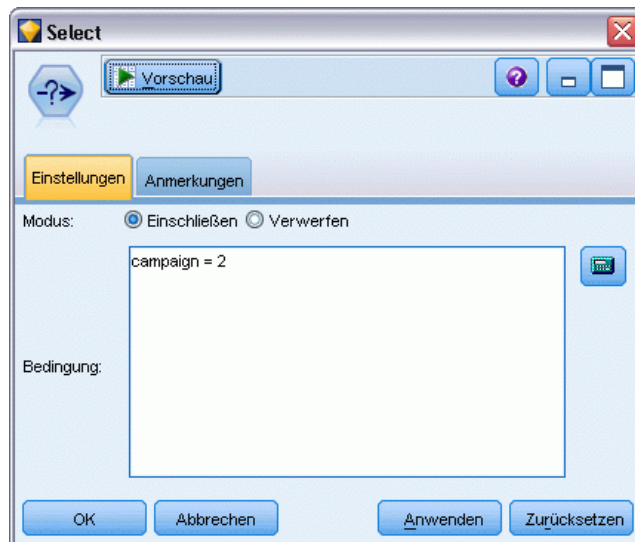 Select
Vorschau
Einstellungen
Anmerkungen
Modus:
Einschließen
Verwerfen
campaign = 2
Bedingung:
OK
Abbrechen
Anwenden
Zurücksetzen